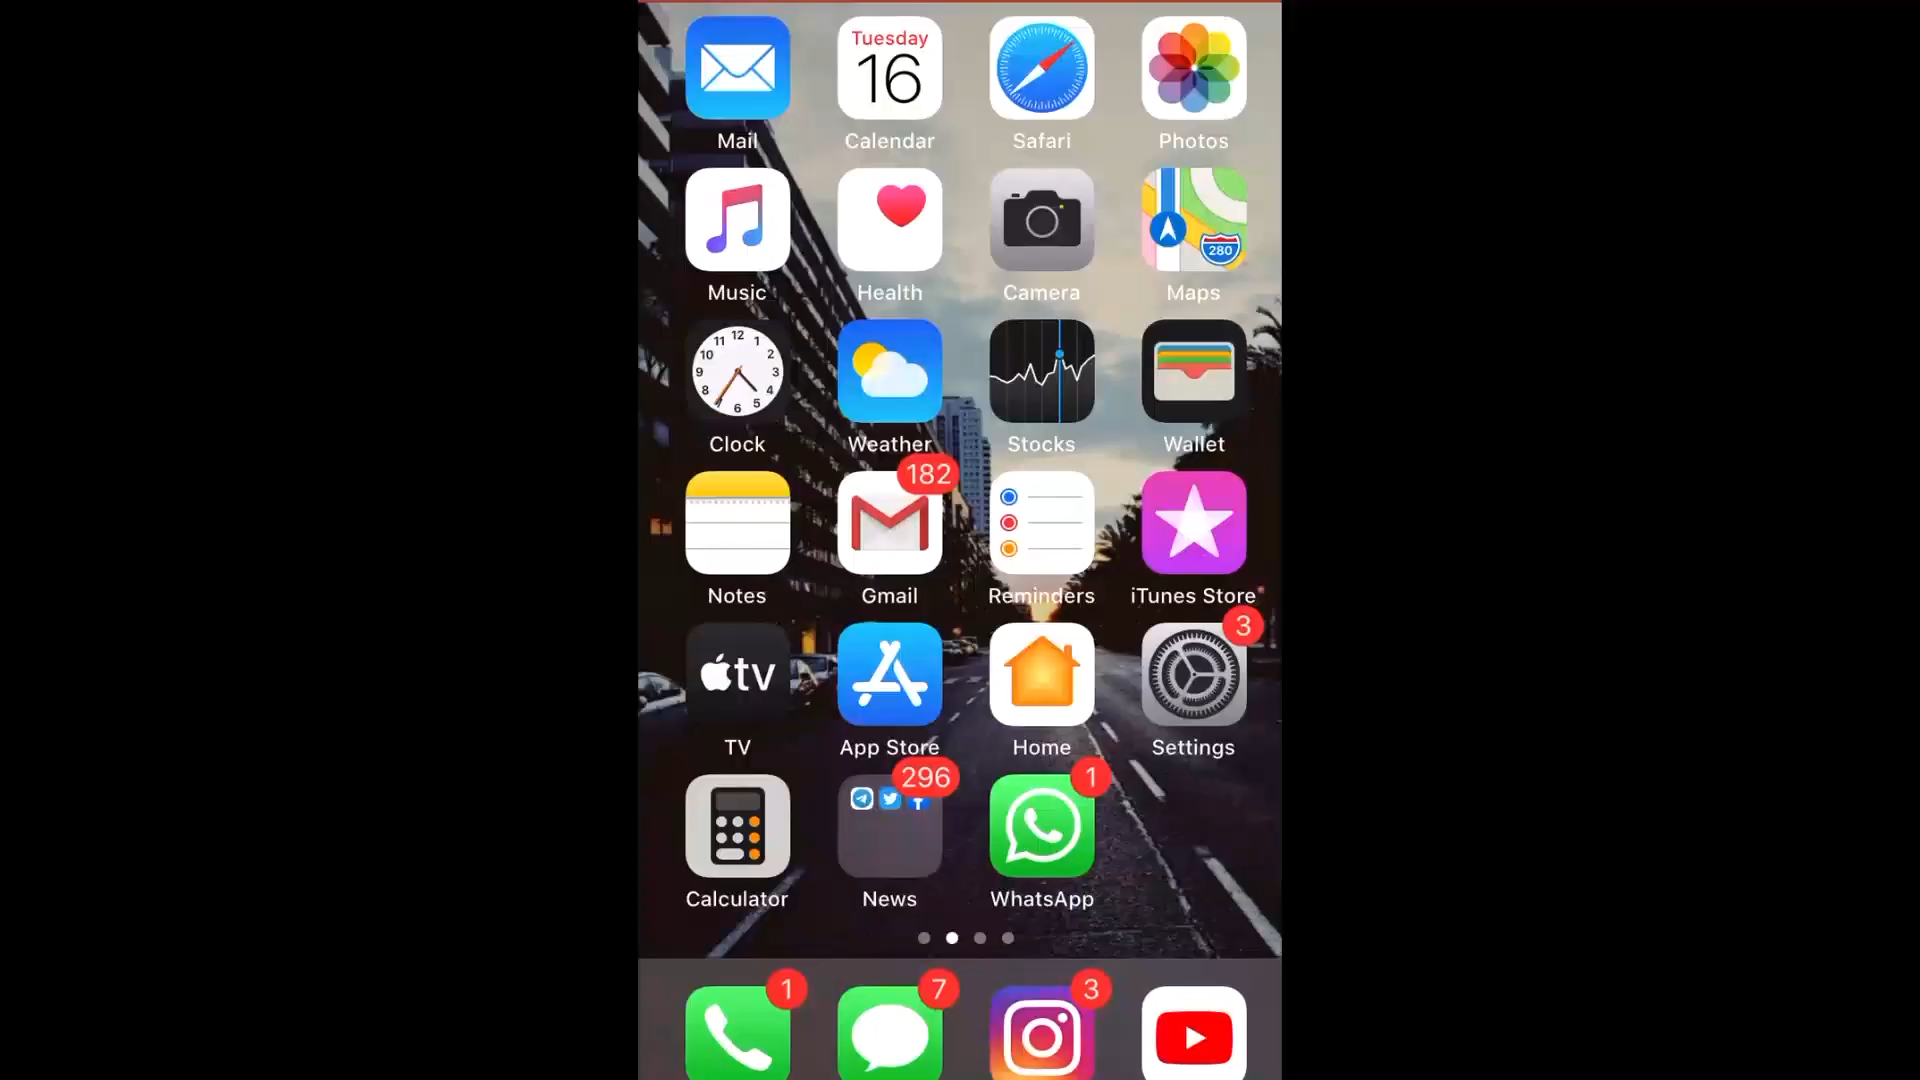 Tuesday
16
Mail Calendar Safari Photos
280
Music Health Camera Maps
12
11 1
10 2
9 3
8 4
5
6
Clock Weather Stocks Wallet
182
Notes Gmail Reminders iTunes Store
3
tv
TV App Store Home Settings
296 1
Calculator News WhatsApp
1 7 3